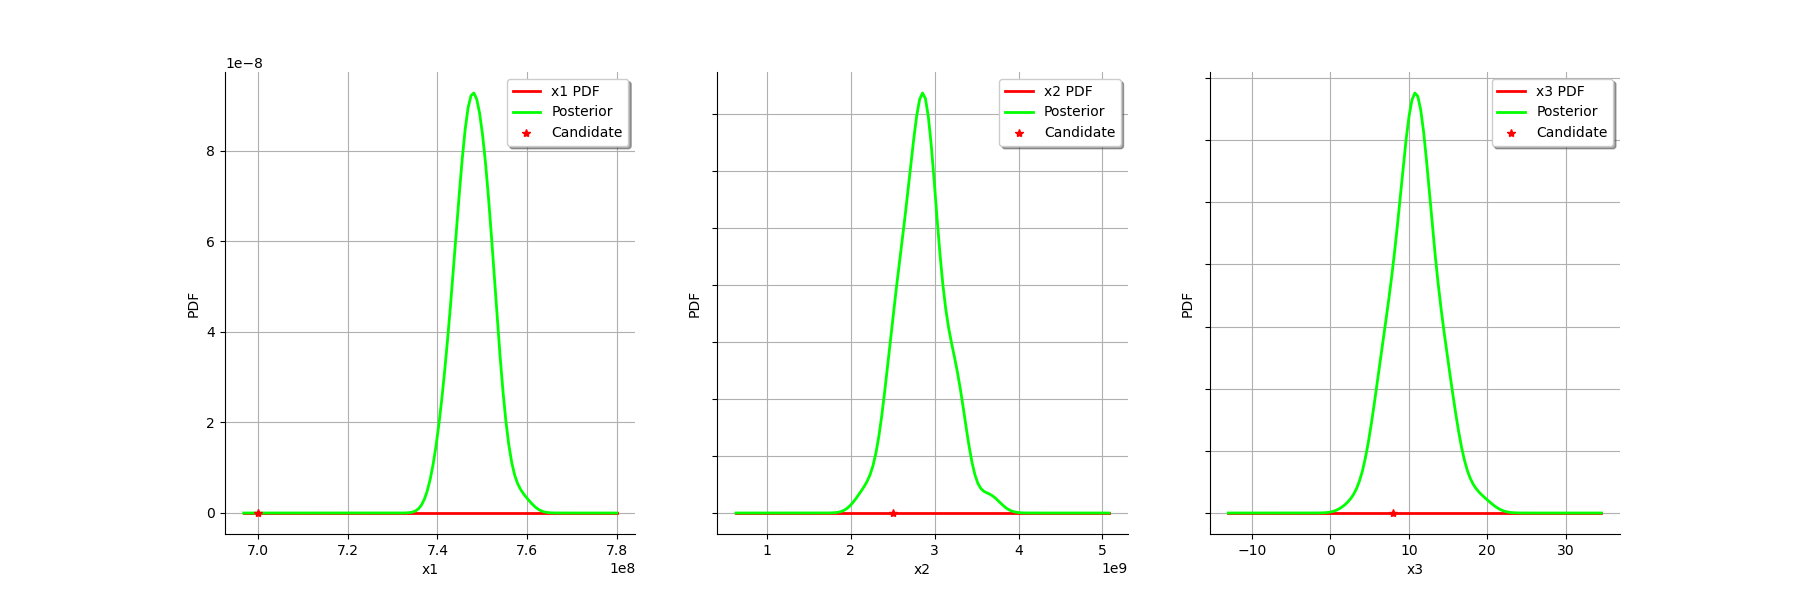 1e−8
x1 PDF
Posterior
Candidate
PDF
8
6
4
2
0
7.0 7.2 7.4 7.6 7.8
x1
1e8
x2 PDF
Posterior
Candidate
PDF
1 2 3 4 5
x2
1e9
x3 PDF
Posterior
Candidate
PDF
−10 0 10 20 30
x3